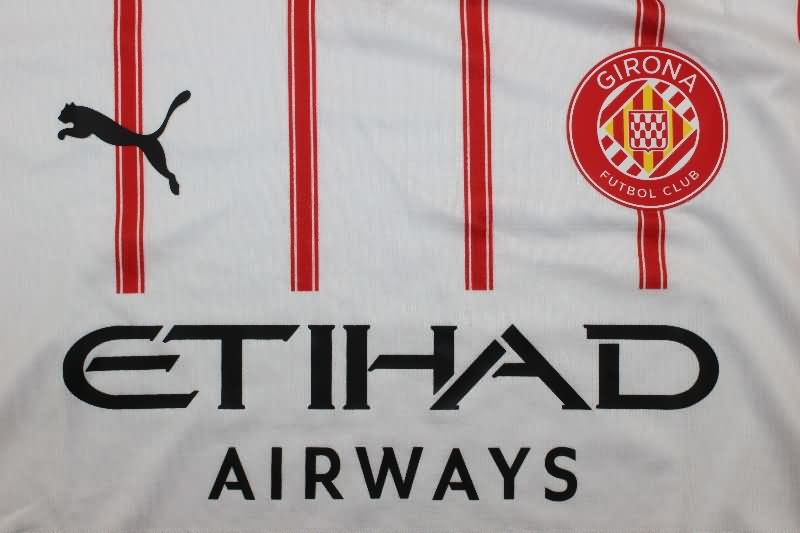 GIRONA
FUTBOL CLUB
ETIHAD
AIRWAYS